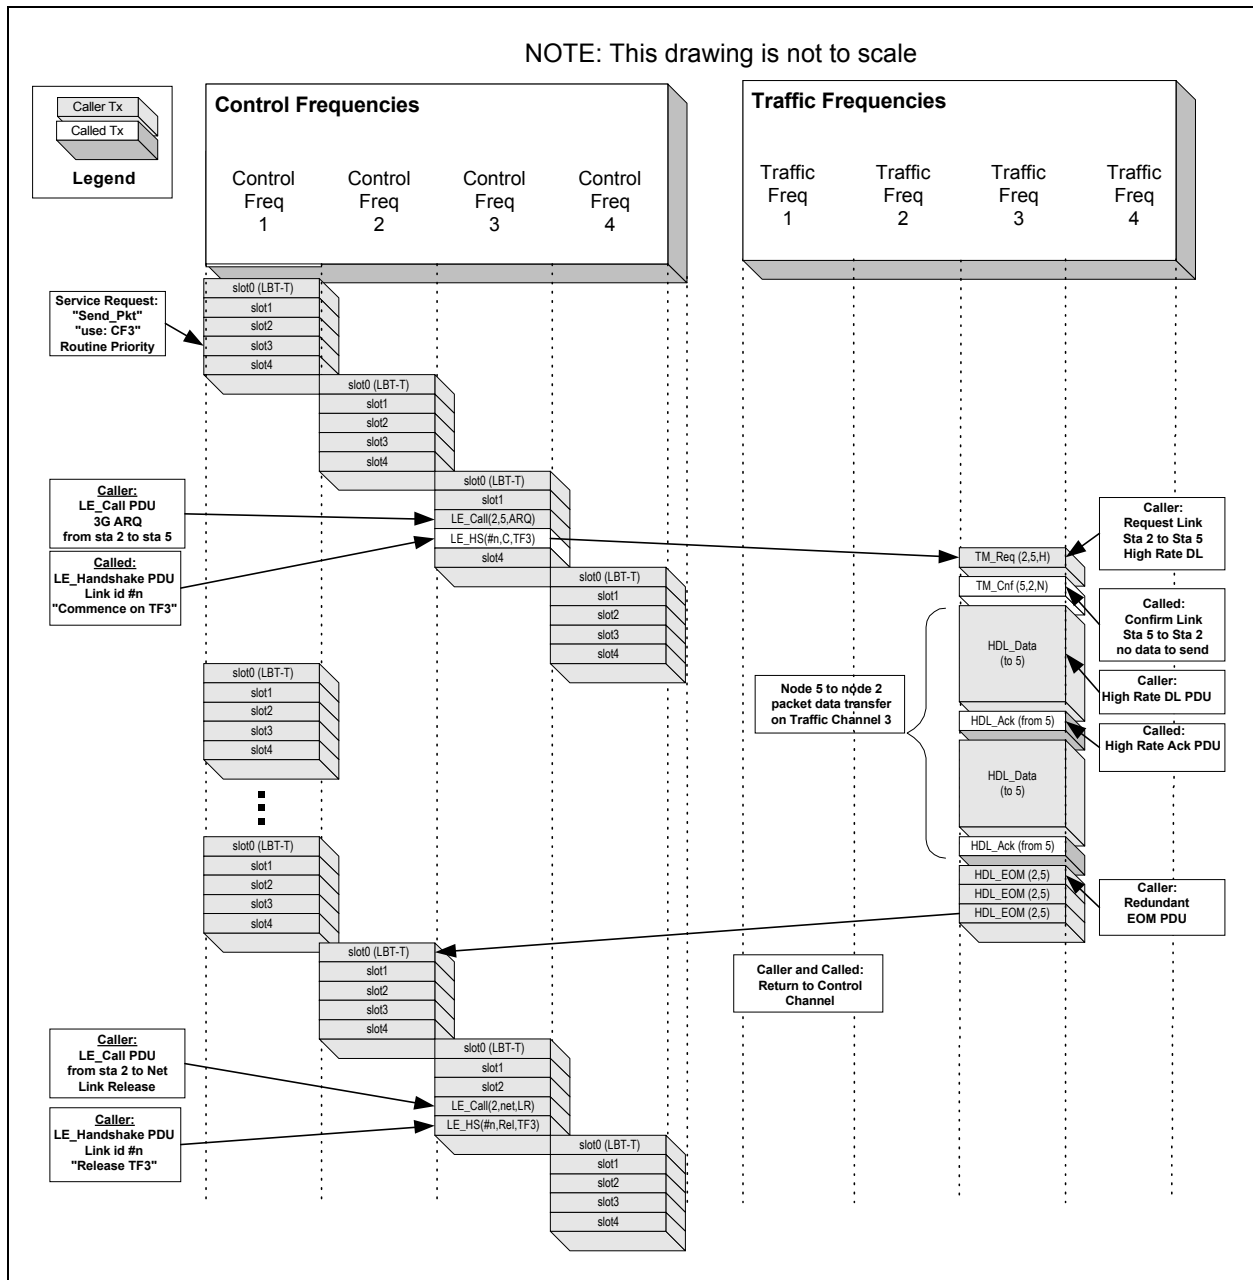 NOTE: This drawing is not to scale
Caller Tx
Called Tx
Legend
Control Frequencies
Control
Freq
1
Control
Freq
2
Control
Freq
3
Control
Freq
4
Traffic Frequencies
Traffic
Freq
1
Traffic
Freq
2
Traffic
Freq
3
Traffic
Freq
4
Service Request:
"Send_Pkt"
"use: CF3"
Routine Priority
slot0 (LBT-T)
slot1
slot2
slot3
slot4
slot0 (LBT-T)
slot1
slot2
slot3
slot4
Caller:
LE_Call PDU
3G ARQ
from sta 2 to sta 5
Called:
LE_Handshake PDU
Link id #n
"Commence on TF3"
slot0 (LBT-T)
slot1
LE_Call(2,5,ARQ)
LE_HS(#n,C,TF3)
slot4
slot0 (LBT-T)
slot1
slot2
slot3
slot4
TM_Req (2,5,H)
TM_Cnf (5,2,N)
HDL_Data
(to 5)
HDL_Ack (from 5)
HDL_Data
(to 5)
HDL_Ack (from 5)
HDL_EOM (2,5)
HDL_EOM (2,5)
HDL_EOM (2,5)
Caller:
Request Link
Sta 2 to Sta 5
High Rate DL
Called:
Confirm Link
Sta 5 to Sta 2
no data to send
Caller:
High Rate DL PDU
Called:
High Rate Ack PDU
Caller:
Redundant
EOM PDU
Node 5 to node 2
packet data transfer
on Traffic Channel 3
slot0 (LBT-T)
slot1
slot2
slot3
slot4
slot0 (LBT-T)
slot1
slot2
slot3
slot4
slot0 (LBT-T)
slot1
slot2
slot3
slot4
Caller and Called:
Return to Control
Channel
Caller:
LE_Call PDU
from sta 2 to Net
Link Release
Caller:
LE_Handshake PDU
Link id #n
"Release TF3"
slot0 (LBT-T)
slot1
slot2
LE_Call(2,net,LR)
LE_HS(#n,Rel,TF3)
slot0 (LBT-T)
slot1
slot2
slot3
slot4